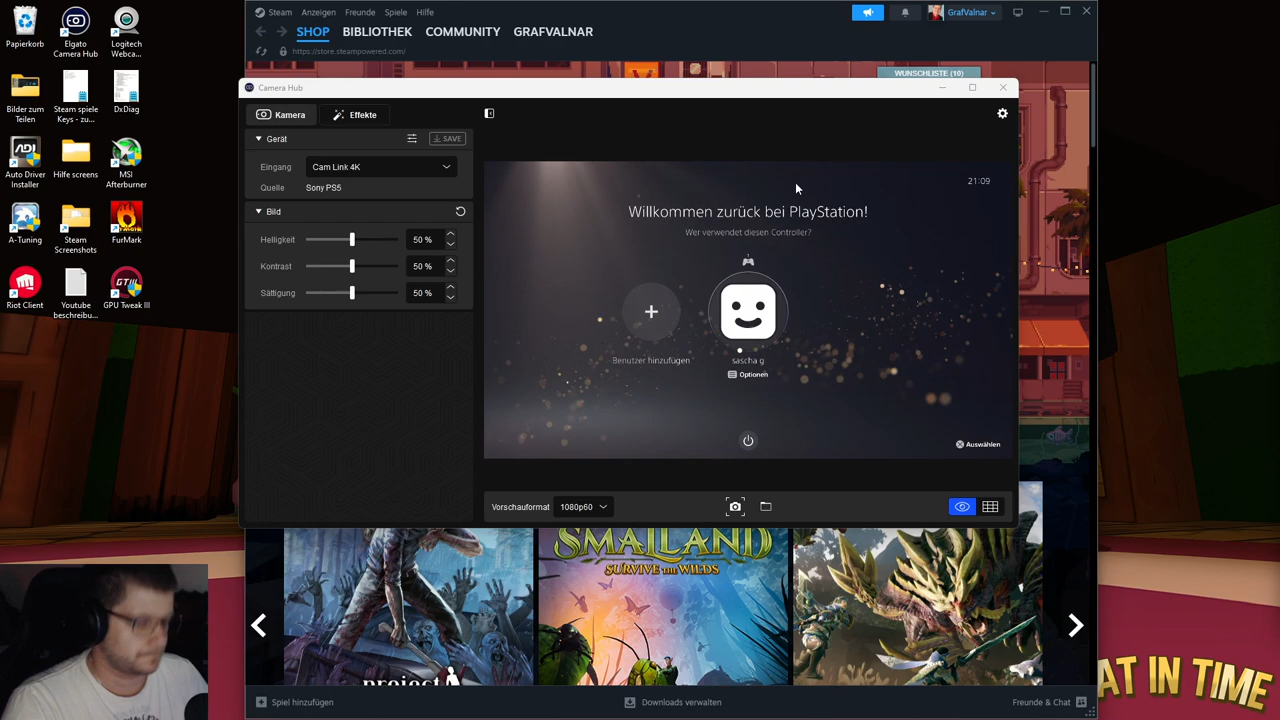 Papierkorb
Elgato
Camera Hub
Logitech
Webca...
Bilder zum
Teilen
Steam spiele
Keys - zu...
DxDiag
Auto Driver
Installer
Hilfe screens
MSI
Afterburner
A-Tuning
Steam
Screenshots
FurMark
Riot Client
Youtube
beschreibu...
GPU Tweak III
Steam Anzeigen Freunde Spiele Hilfe
GrafValnar
SHOP BIBLIOTHEK COMMUNITY GRAFVALNAR
https://store.steampowered.com/
WUNSCHLISTE (10)
Camera Hub
Kamera Effekte
Gerät SAVE
Eingang Cam Link 4K
Quelle Sony PS5
Bild
Helligkeit 50 %
Kontrast 50 %
Sättigung 50 %
21:09
Willkommen zurück bei PlayStation!
Wer verwendet diesen Controller?
Benutzer hinzufügen
sascha g
Optionen
Auswählen
Vorschauformat 1080p60
SMALLAND
SURVIVE THE WILDS
project
Spiel hinzufügen Downloads verwalten Freunde & Chat
AT IN TIME